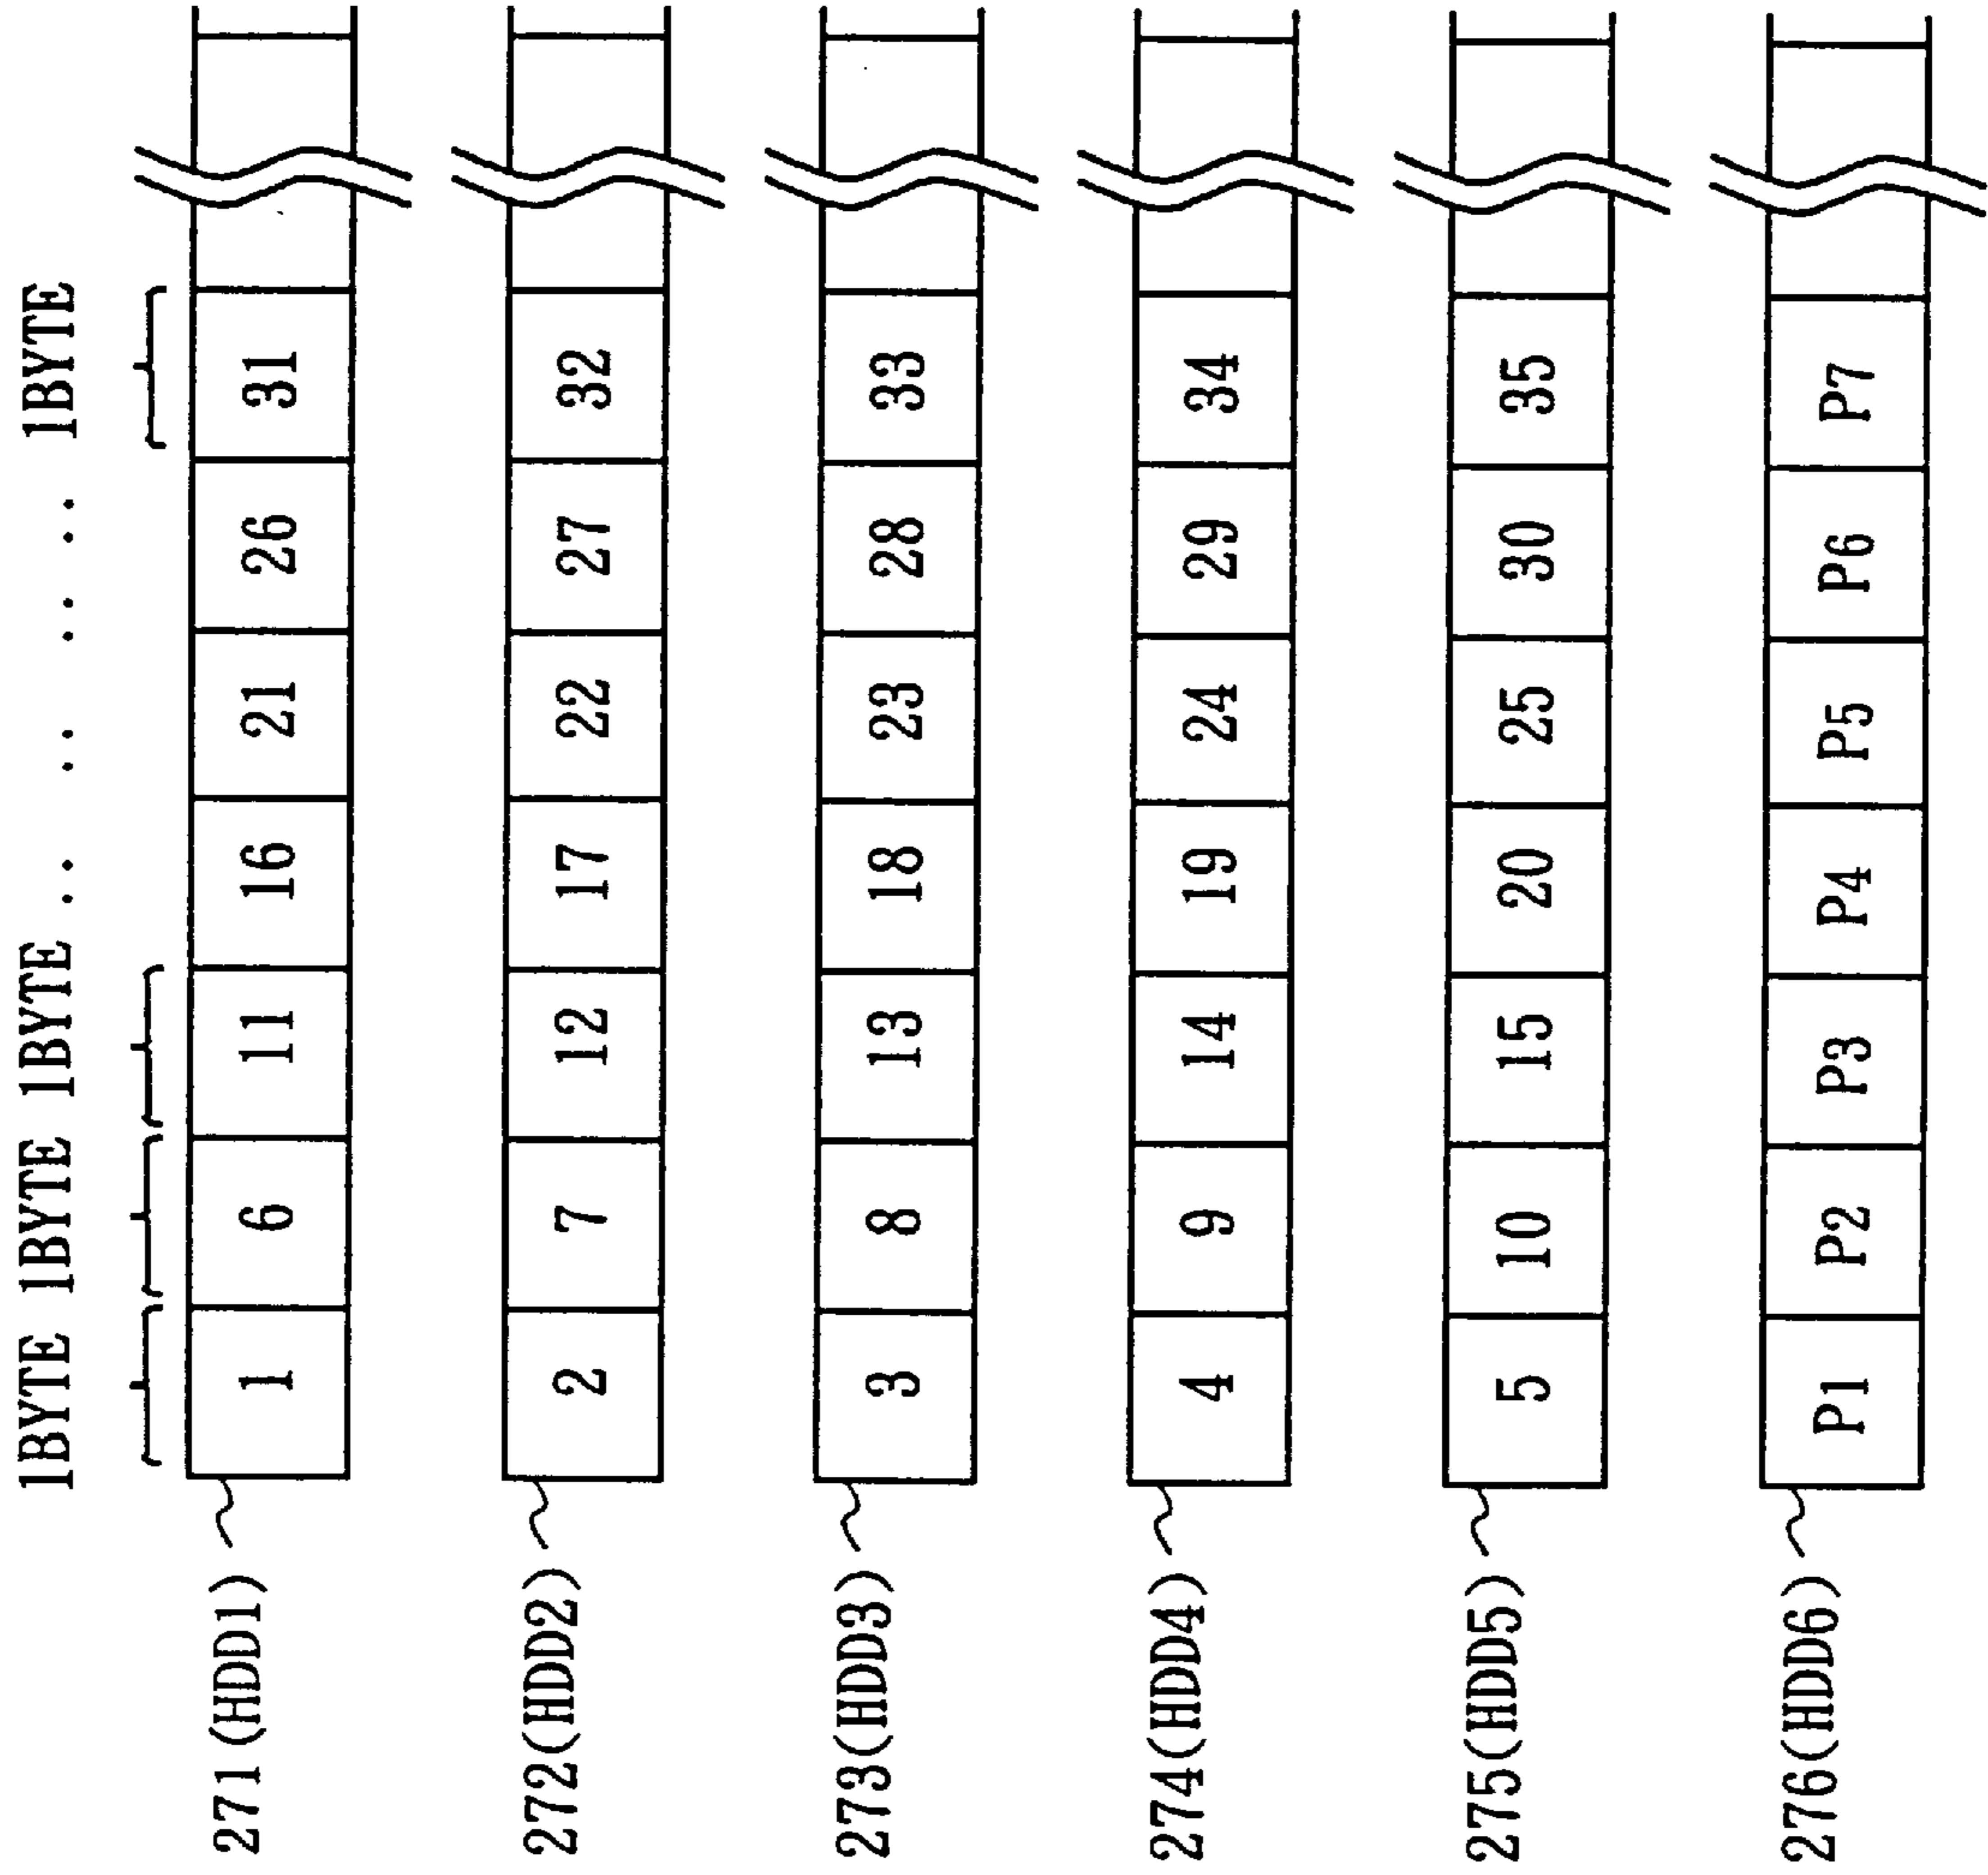 1BYTE 1BYTE 1BYTE .. .. .. .. 1BYTE
271(HDD1) 1 6 11 16 21 26 31
272(HDD2) 2 7 12 17 22 27 32
273(HDD3) 3 8 13 18 23 28 33
274(HDD4) 4 9 14 19 24 29 34
275(HDD5) 5 10 15 20 25 30 35
276(HDD6) P1 P2 P3 P4 P5 P6 P7